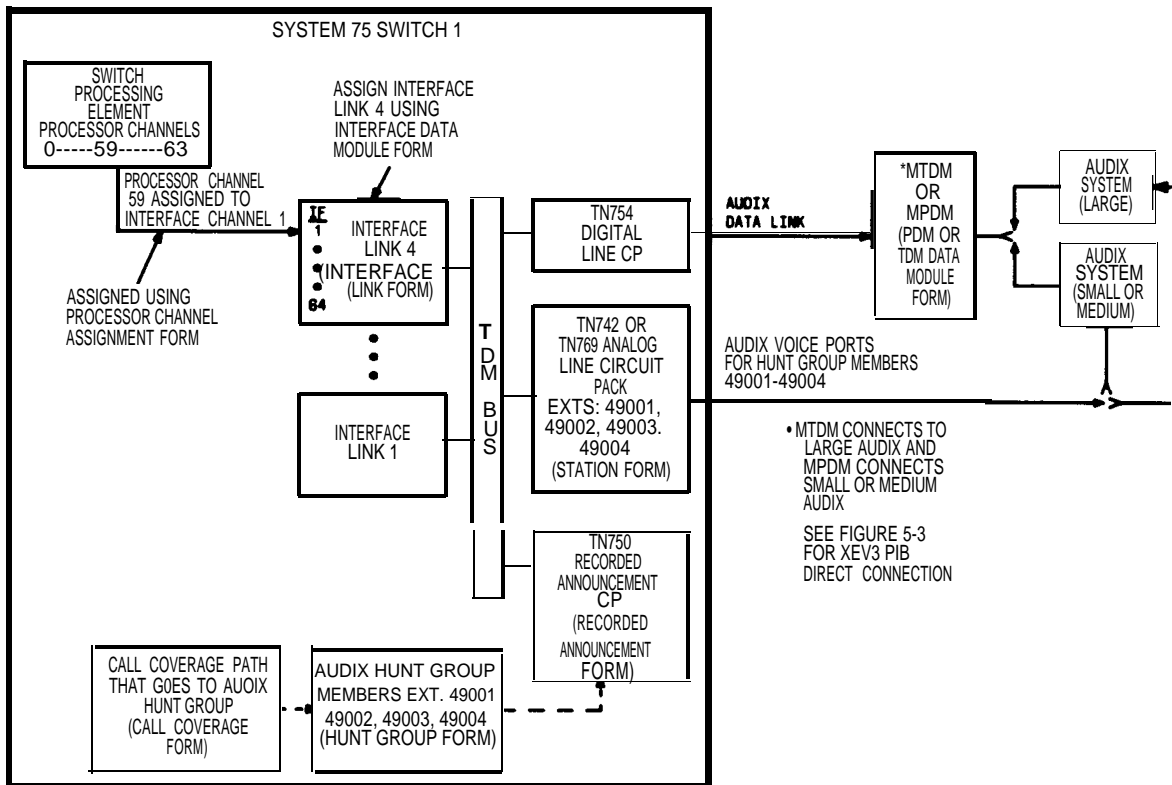 SYSTEM 75 SWITCH 1
SWITCH
PROCESSING
ELEMENT
PROCESSOR CHANNELS
0-----59------63
PROCESSOR CHANNEL
59 ASSIGNED TO
INTERFACE CHANNEL 1
ASSIGNED USING
PROCESSOR CHANNEL
ASSIGNMENT FORM
ASSIGN INTERFACE
LINK 4 USING
INTERFACE DATA
MODULE FORM
IF
1
64
INTERFACE
LINK 4
(INTERFACE
(LINK FORM)
INTERFACE
LINK 1
T
DM
BUS
TN754
DIGITAL
LINE CP
TN742 OR
TN769 ANALOG
LINE CIRCUIT
PACK
EXTS: 49001,
49002, 49003.
49004
(STATION FORM)
TN750
RECORDED
ANNOUNCEMENT
CP
(RECORDED
ANNOUNCEMENT
FORM)
CALL COVERAGE PATH
THAT G0ES TO AUOIX
HUNT GROUP
(CALL COVERAGE
FORM)
AUDIX HUNT GROUP
MEMBERS EXT. 49001
49002, 49003, 49004
(HUNT GROUP FORM)
AUDIX
DATA LINK
*MTDM
OR
MPDM
(PDM OR
TDM DATA
MODULE
FORM)
AUDIX
SYSTEM
(LARGE)
AUDIX
SYSTEM
(SMALL OR
MEDIUM)
AUDIX VOICE PORTS
FOR HUNT GROUP MEMBERS
49001-49004
• MTDM CONNECTS TO
LARGE AUDIX AND
MPDM CONNECTS
SMALL OR MEDIUM
AUDIX
SEE FIGURE 5-3
FOR XEV3 PIB
DIRECT CONNECTION